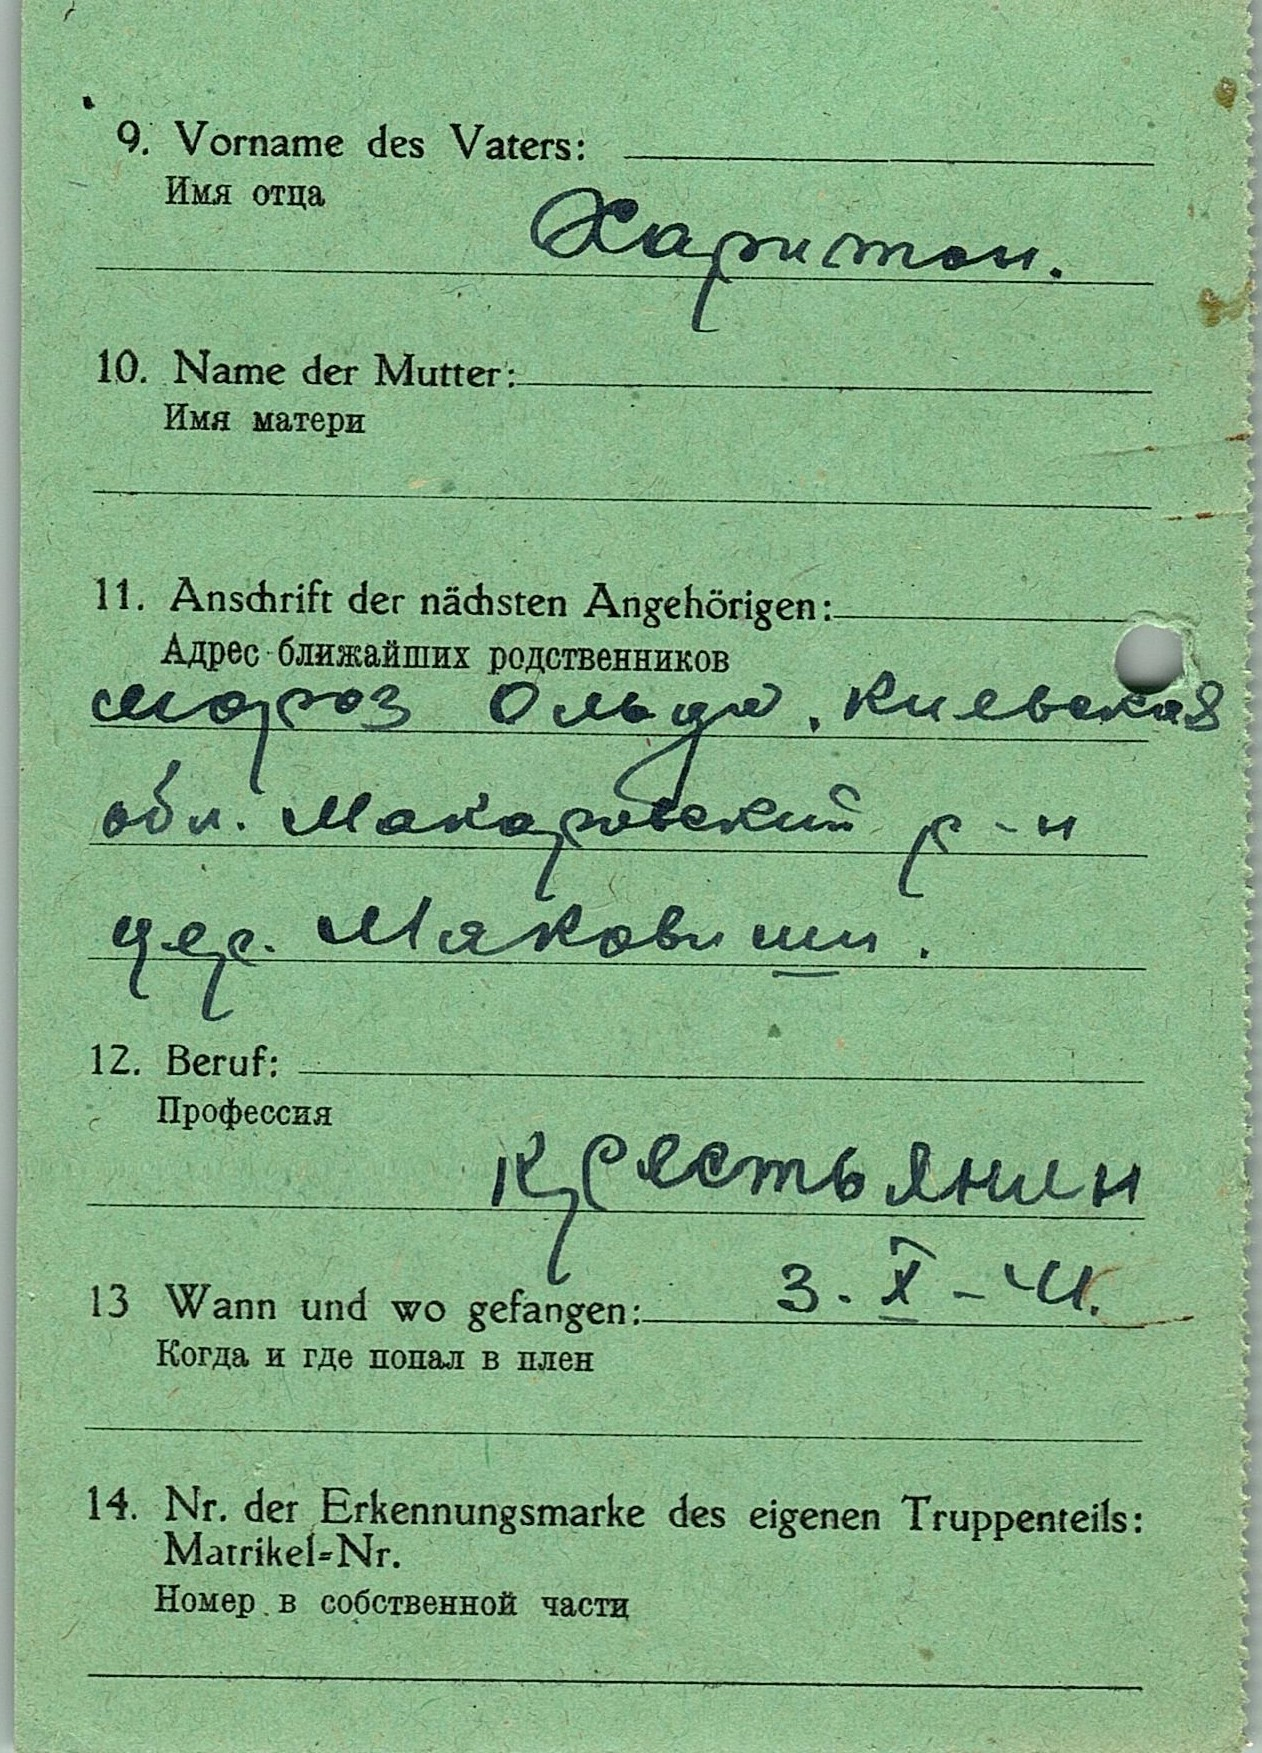 9. Vorname des Vaters:
Имя отца
Харитон.
10. Name der Mutter:
Имя матери
11. Anschrift der nächsten Angehörigen:
Адрес ближайших родственников
мороз Ольга, Киевская
обл. Макаровский р-н
дер. Маковищи.
12. Beruf:
Профессия
Крестьянин
13 Wann und wo gefangen: 3. X - 41.
Когда и где попал в плен
14. Nr. der Erkennungsmarke des eigenen Truppenteils:
Matrikel-Nr.
Номер в собственной части